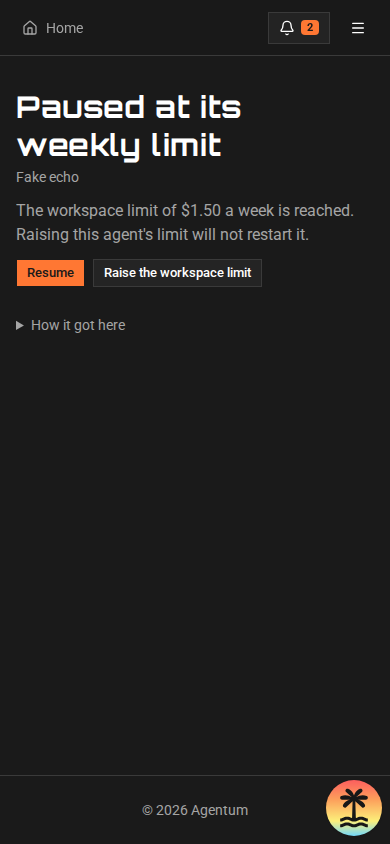 Home
2
Paused at its
weekly limit
Fake echo
The workspace limit of $1.50 a week is reached.
Raising this agent's limit will not restart it.
Resume
Raise the workspace limit
How it got here
© 2026 Agentum